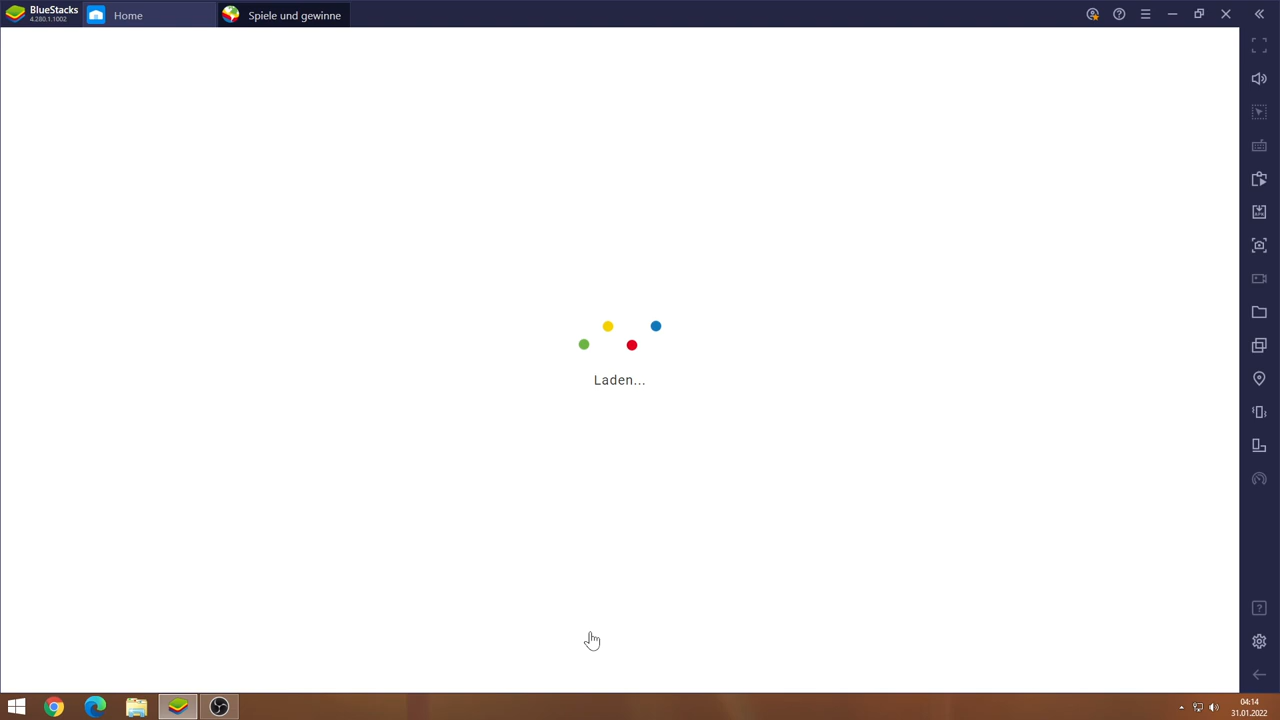 BlueStacks
4.280.1.1002
Home
Spiele und gewinne
Laden...
04:14
31.01.2022